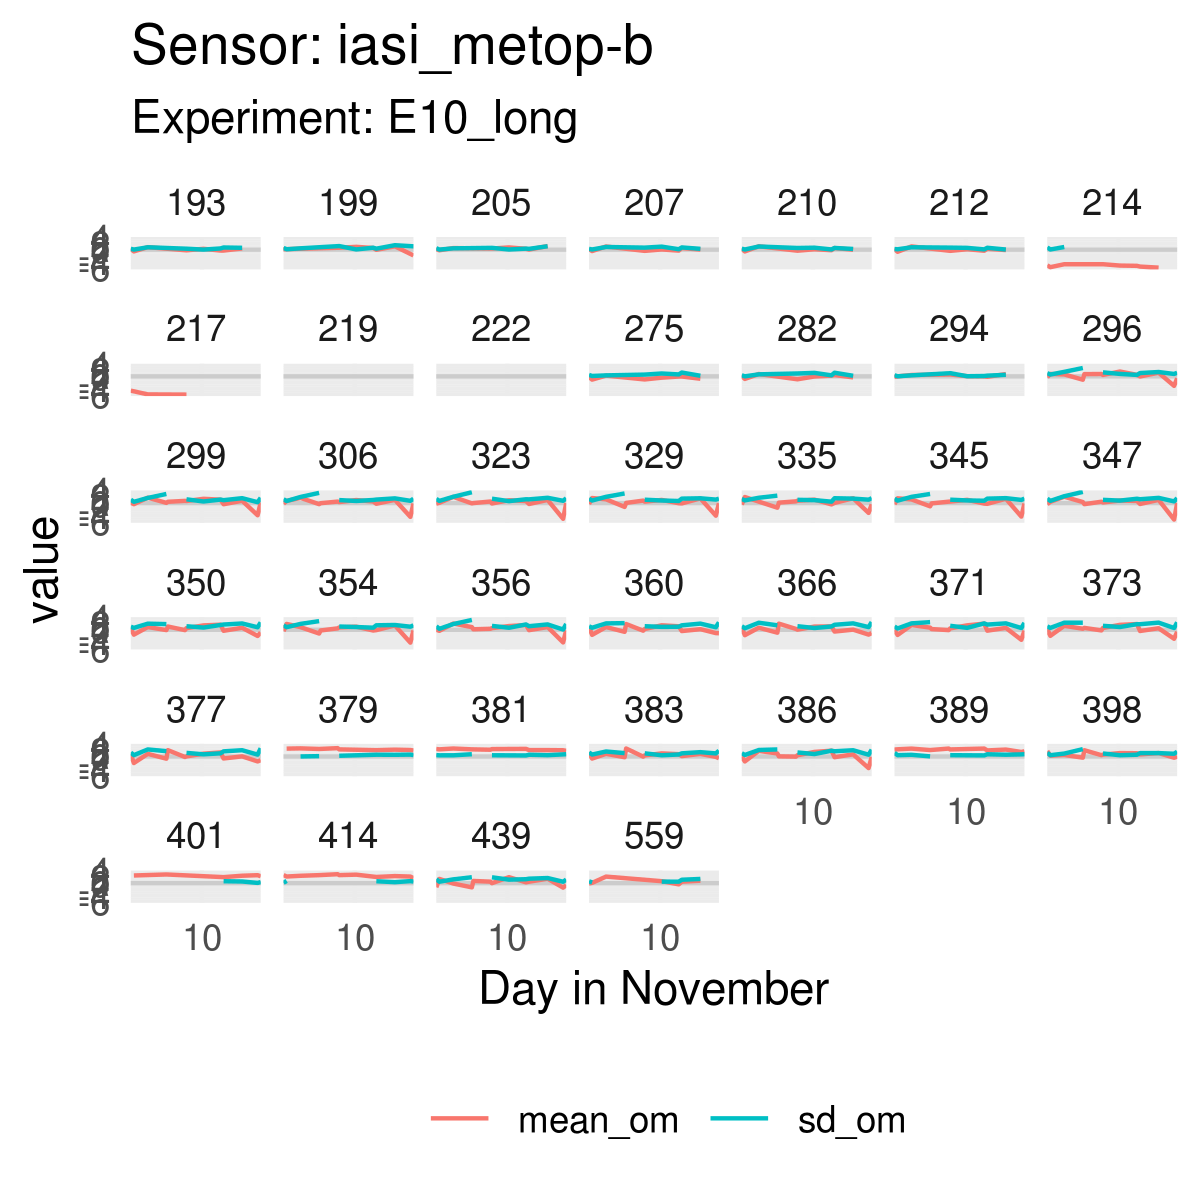 Sensor: iasi_metop-b
Experiment: E10_long
193 199 205 207 210 212 214
217 219 222 275 282 294 296
299 306 323 329 335 345 347
value
350 354 356 360 366 371 373
377 379 381 383 386 389 398
10 10 10
401 414 439 559
10 10 10 10
Day in November
mean_om sd_om